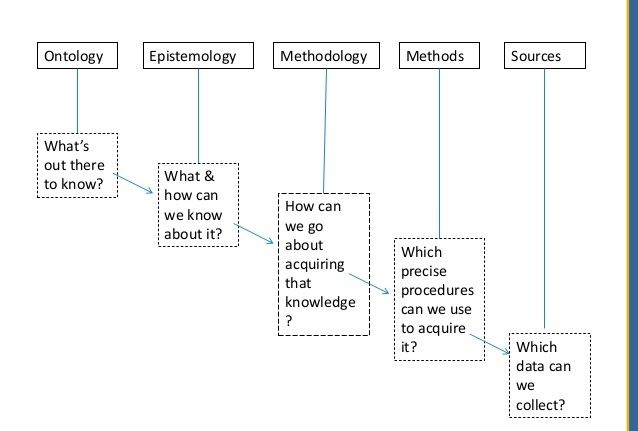 Ontology
Epistemology
Methodology
Methods
Sources
What's
out there
to know?
What &
how can
we know
about it?
How can
we go
about
acquiring
that
knowledge
?
Which
precise
procedures
can we use
to acquire
it?
Which
data can
we
collect?